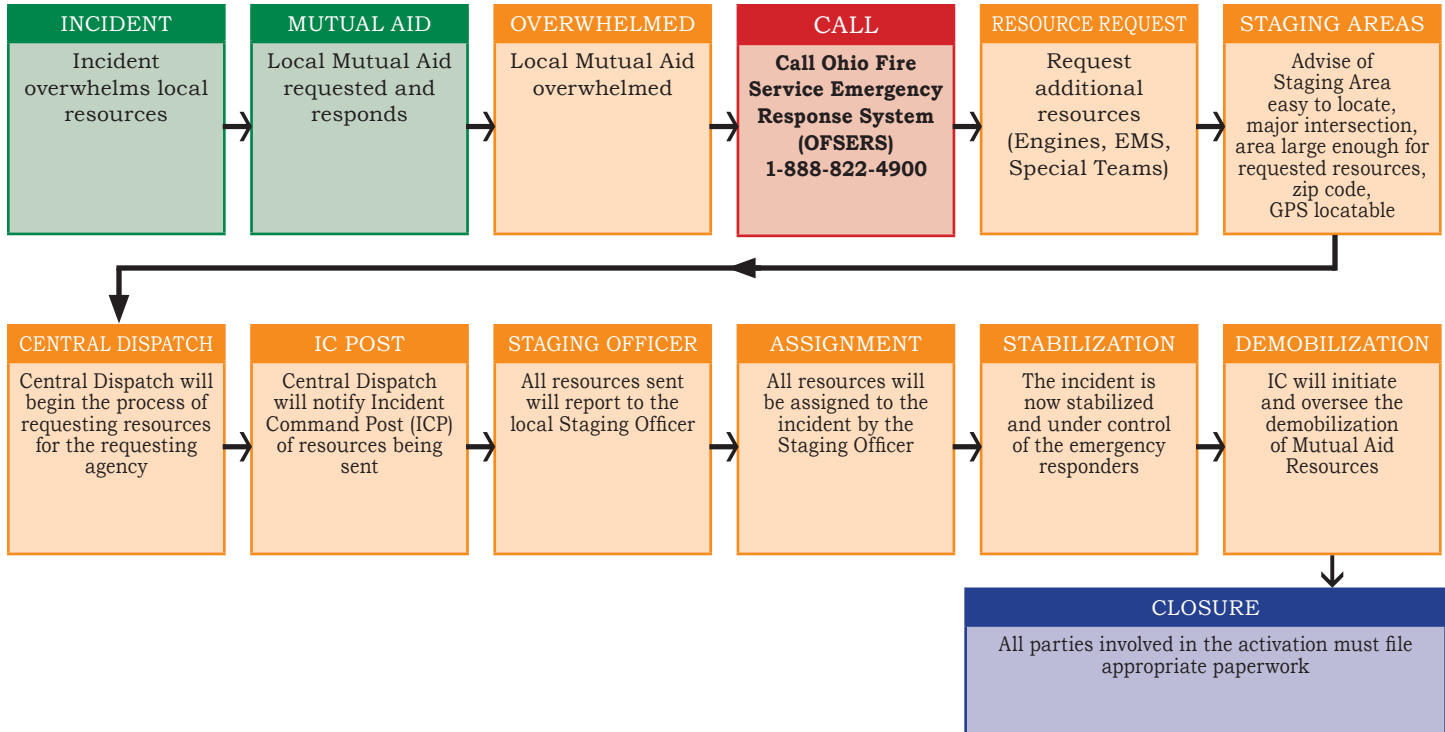 INCIDENT
Incident
overwhelms local
resources
MUTUAL AID
Local Mutual Aid
requested and
responds
OVERWHELMED
Local Mutual Aid
overwhelmed
CALL
Call Ohio Fire
Service Emergency
Response System
(OFSERS)
1-888-822-4900
RESOURCE REQUEST
Request
additional
resources
(Engines, EMS,
Special Teams)
STAGING AREAS
Advise of
Staging Area
easy to locate,
major intersection,
area large enough for
requested resources,
zip code,
GPS locatable
CENTRAL DISPATCH
Central Dispatch will
begin the process of
requesting resources
for the requesting
agency
IC POST
Central Dispatch
will notify Incident
Command Post (ICP)
of resources being
sent
STAGING OFFICER
All resources sent
will report to the
local Staging Officer
ASSIGNMENT
All resources will
be assigned to the
incident by the
Staging Officer
STABILIZATION
The incident is
now stabilized
and under control
of the emergency
responders
DEMOBILIZATION
IC will initiate
and oversee the
demobilization
of Mutual Aid
Resources
CLOSURE
All parties involved in the activation must file
appropriate paperwork